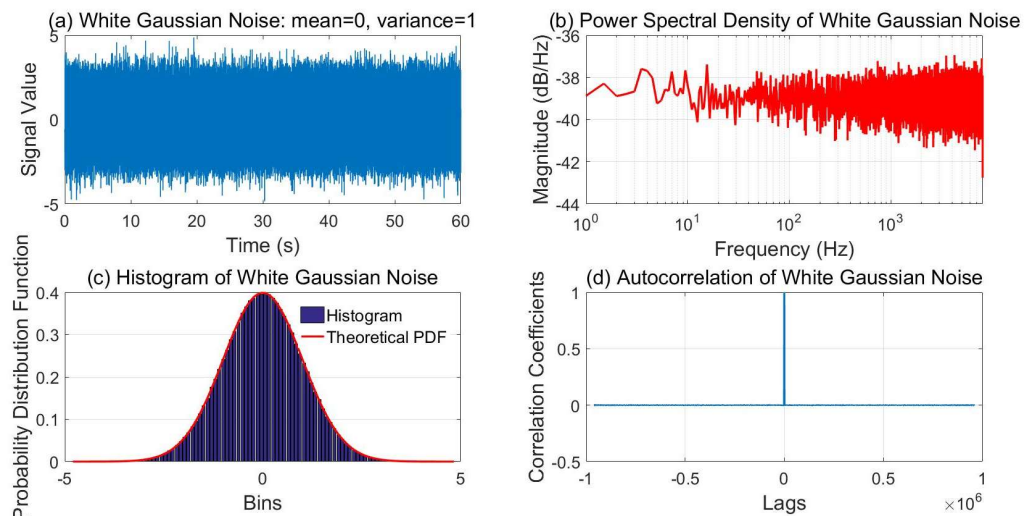 (a) White Gaussian Noise: mean=0, variance=1
Signal Value
5
0
-5
0 10 20 30 40 50 60
Time (s)
(b) Power Spectral Density of White Gaussian Noise
Magnitude (dB/Hz)
-36
-38
-40
-42
-44
10^0 10^1 10^2 10^3
Frequency (Hz)
(c) Histogram of White Gaussian Noise
Probability Distribution Function
0.4
0.3
0.2
0.1
0
-5 0 5
Bins
Histogram
Theoretical PDF
(d) Autocorrelation of White Gaussian Noise
Correlation Coefficients
1
0.5
0
-0.5
-1 -0.5 0 0.5 1
Lags
×10^6